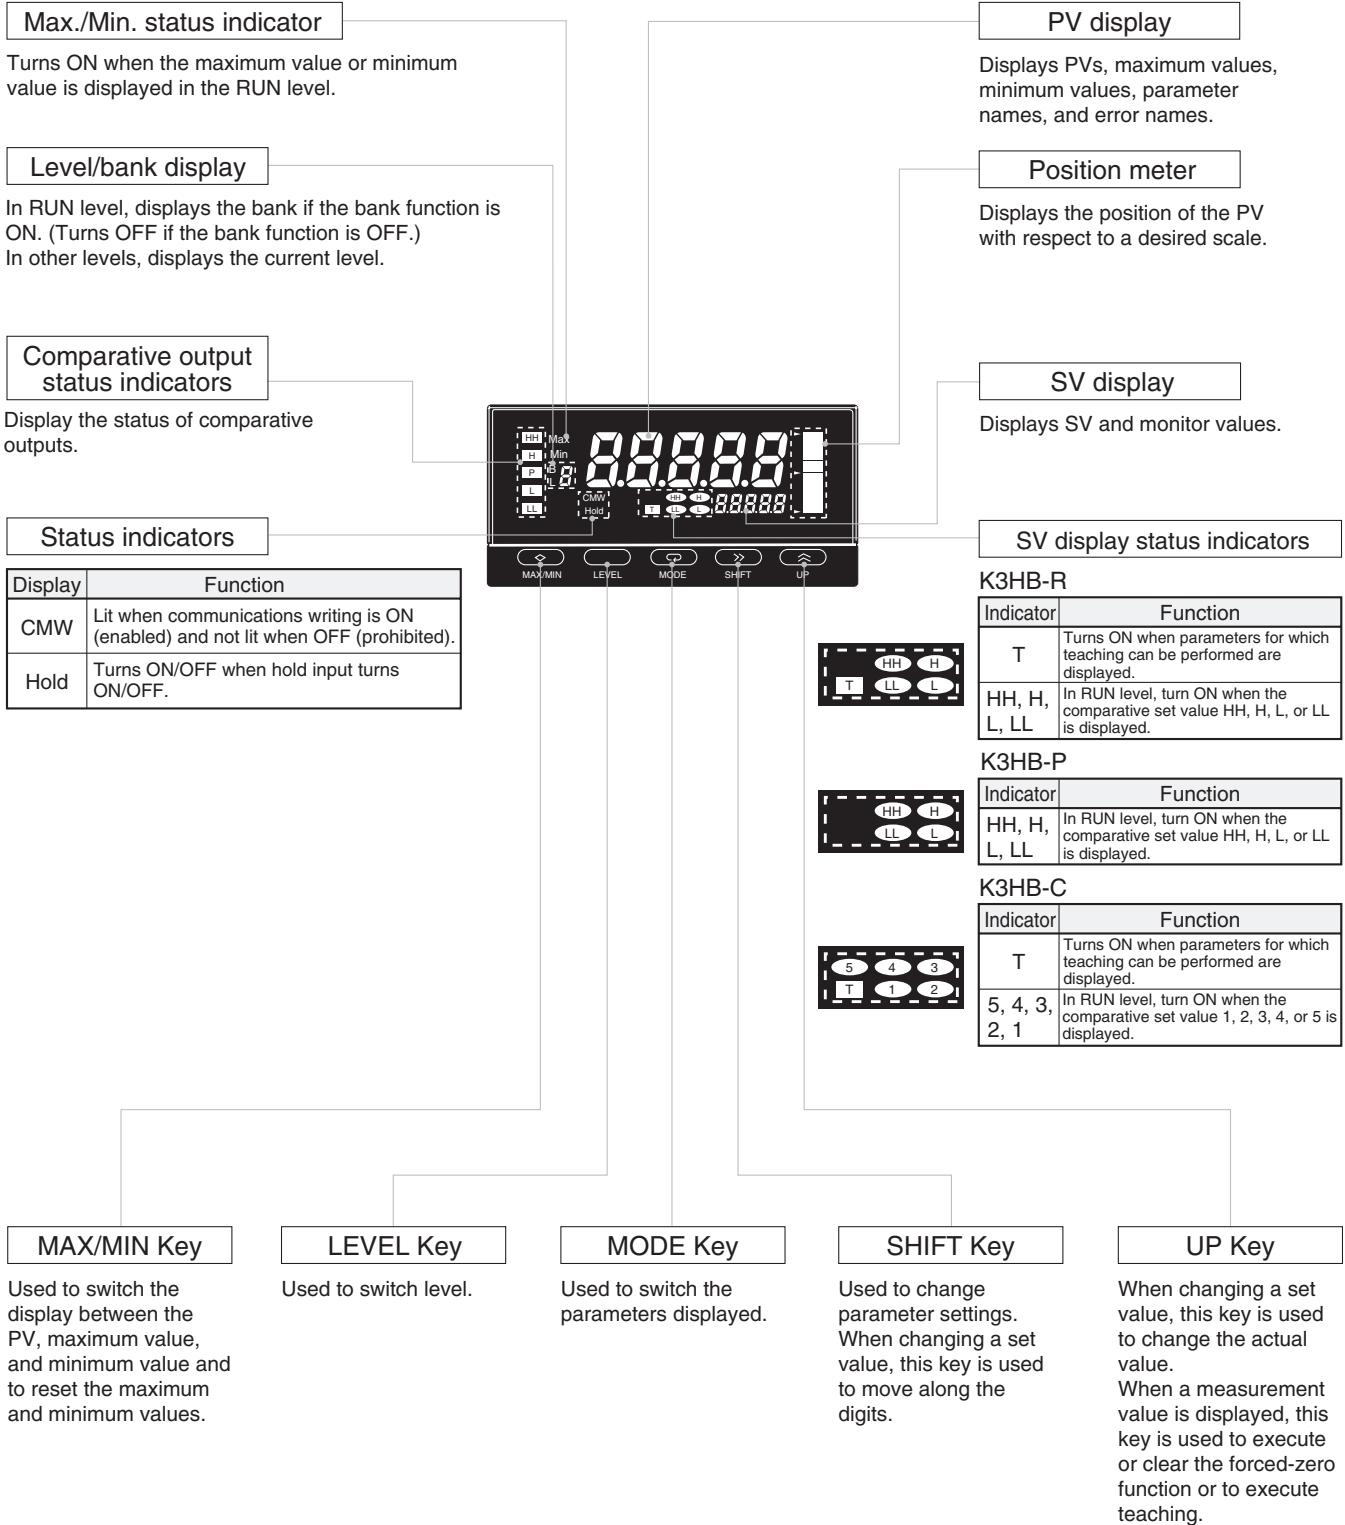 Max./Min. status indicator
Turns ON when the maximum value or minimum
value is displayed in the RUN level.
Level/bank display
In RUN level, displays the bank if the bank function is
ON. (Turns OFF if the bank function is OFF.)
In other levels, displays the current level.
Comparative output
status indicators
Display the status of comparative
outputs.
Status indicators
Display Function
CMW Lit when communications writing is ON
(enabled) and not lit when OFF (prohibited).
Hold Turns ON/OFF when hold input turns
ON/OFF.
PV display
Displays PVs, maximum values,
minimum values, parameter
names, and error names.
Position meter
Displays the position of the PV
with respect to a desired scale.
SV display
Displays SV and monitor values.
SV display status indicators
HH Max
H Min
P B 8
L L
LL
8.8.8.8.8
CMW
Hold
HH H
T LL L 8.8.8.8.8
MAX/MIN LEVEL MODE SHIFT UP
K3HB-R
HH H
T LL L
Indicator Function
T Turns ON when parameters for which
teaching can be performed are
displayed.
HH, H, In RUN level, turn ON when the
L, LL comparative set value HH, H, L, or LL
is displayed.
K3HB-P
HH H
LL L
Indicator Function
HH, H, In RUN level, turn ON when the
L, LL comparative set value HH, H, L, or LL
is displayed.
K3HB-C
5 4 3
T 1 2
Indicator Function
T Turns ON when parameters for which
teaching can be performed are
displayed.
5, 4, 3, In RUN level, turn ON when the
2, 1 comparative set value 1, 2, 3, 4, or 5 is
displayed.
MAX/MIN Key
Used to switch the
display between the
PV, maximum value,
and minimum value and
to reset the maximum
and minimum values.
LEVEL Key
Used to switch level.
MODE Key
Used to switch the
parameters displayed.
SHIFT Key
Used to change
parameter settings.
When changing a set
value, this key is used
to move along the
digits.
UP Key
When changing a set
value, this key is used
to change the actual
value.
When a measurement
value is displayed, this
key is used to execute
or clear the forced-zero
function or to execute
teaching.